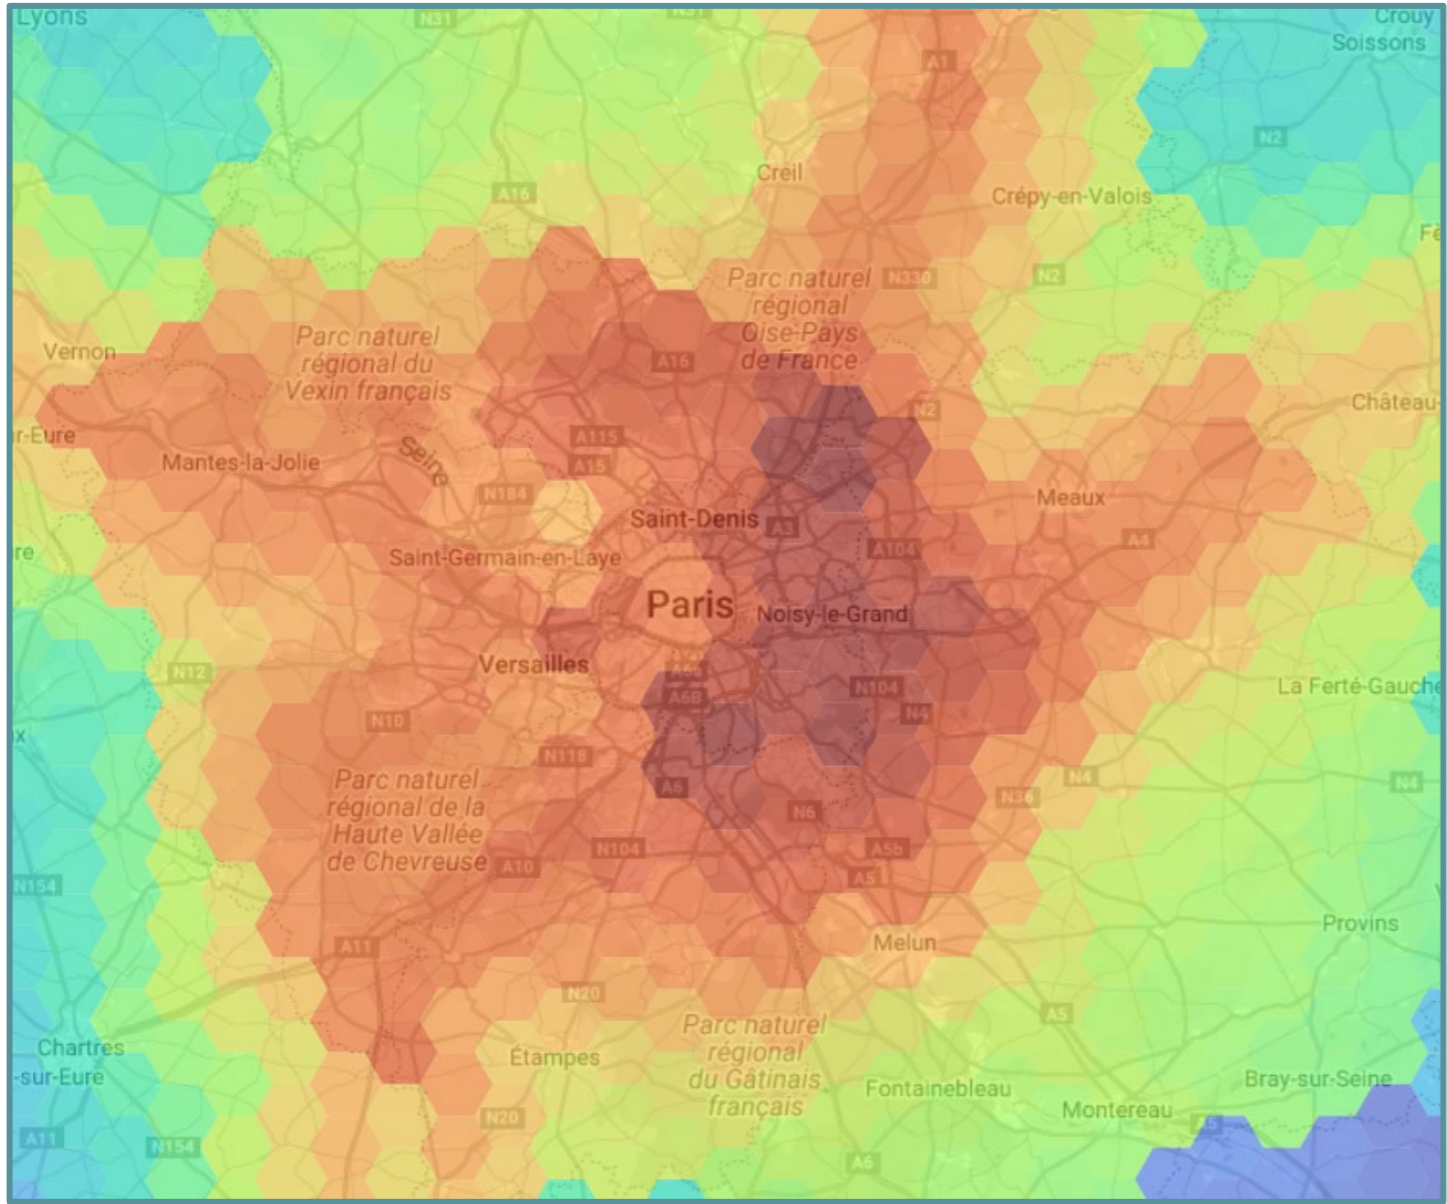 Lyons
N31
N31
Crouy
Soissons
A1
N2
Creil
A16
Crépy-en-Valois
Parc naturel
régional
Oise-Pays
de France
N330
N2
Vernon
Parc naturel
régional du
Vexin français
A16
Château-
N2
r-Eure
A115
Seine
A15
Mantes-la-Jolie
N184
Meaux
Saint-Denis
A3
A4
re
Saint-Germain-en-Laye
A104
Paris
Noisy-le-Grand
Versailles
N12
A6B
N104
La Ferté-Gauche
N10
N4
x
N118
Parc naturel
régional de la
Haute Vallée
de Chevreuse
A6
N4
N4
N36
N6
N104
A5b
A10
A5
N154
Provins
A11
Melun
N20
A5
Parc naturel
régional
du Gâtinais
français
Chartres
-sur-Eure
Étampes
Fontainebleau
Bray-sur-Seine
Montereau
N20
A5
A11
N154
A6